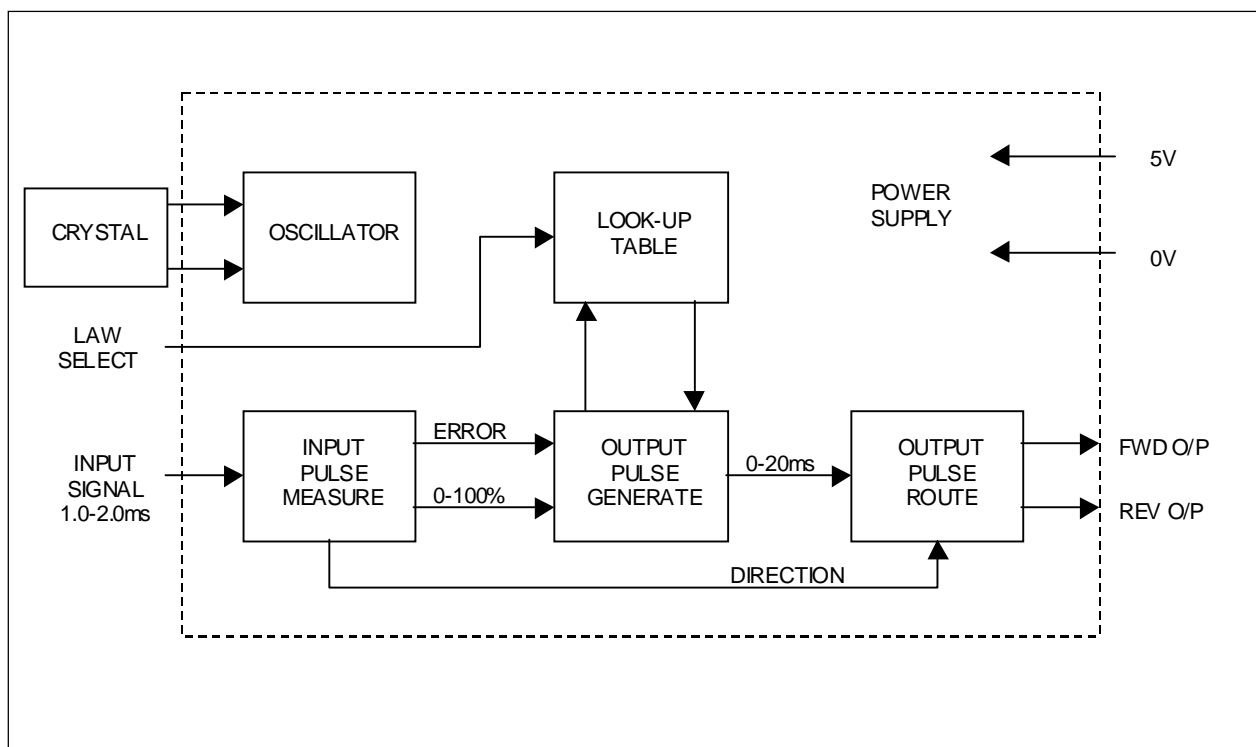 5V
POWER
SUPPLY
0V
CRYSTAL
OSCILLATOR
LOOK-UP
TABLE
LAW
SELECT
INPUT
SIGNAL
1.0-2.0ms
INPUT
PULSE
MEASURE
ERROR
0-100%
OUTPUT
PULSE
GENERATE
0-20ms
OUTPUT
PULSE
ROUTE
FWD O/P
REV O/P
DIRECTION